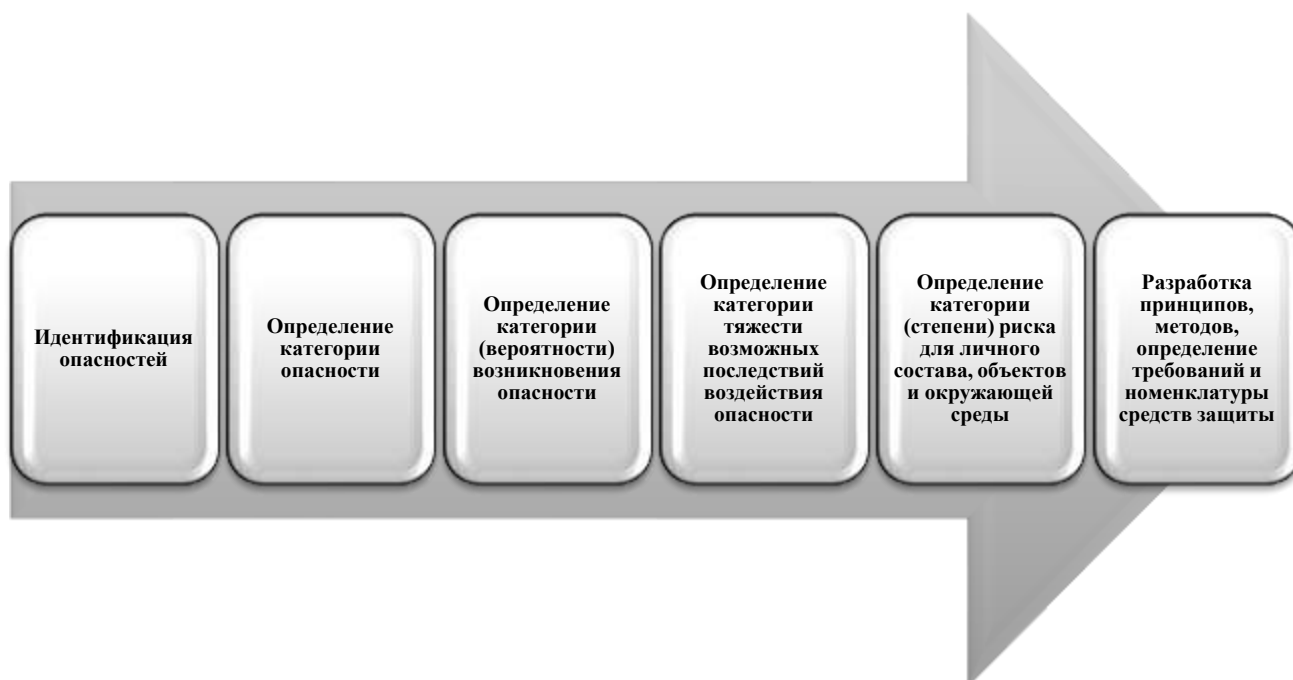 Идентификация
опасностей
Определение
категории
опасности
Определение
категории
(вероятности)
возникновения
опасности
Определение
категории
тяжести
возможных
последствий
воздействия
опасности
Определение
категории
(степени) риска
для личного
состава, объектов
и окружающей
среды
Разработка
принципов,
методов,
определение
требований и
номенклатуры
средств защиты